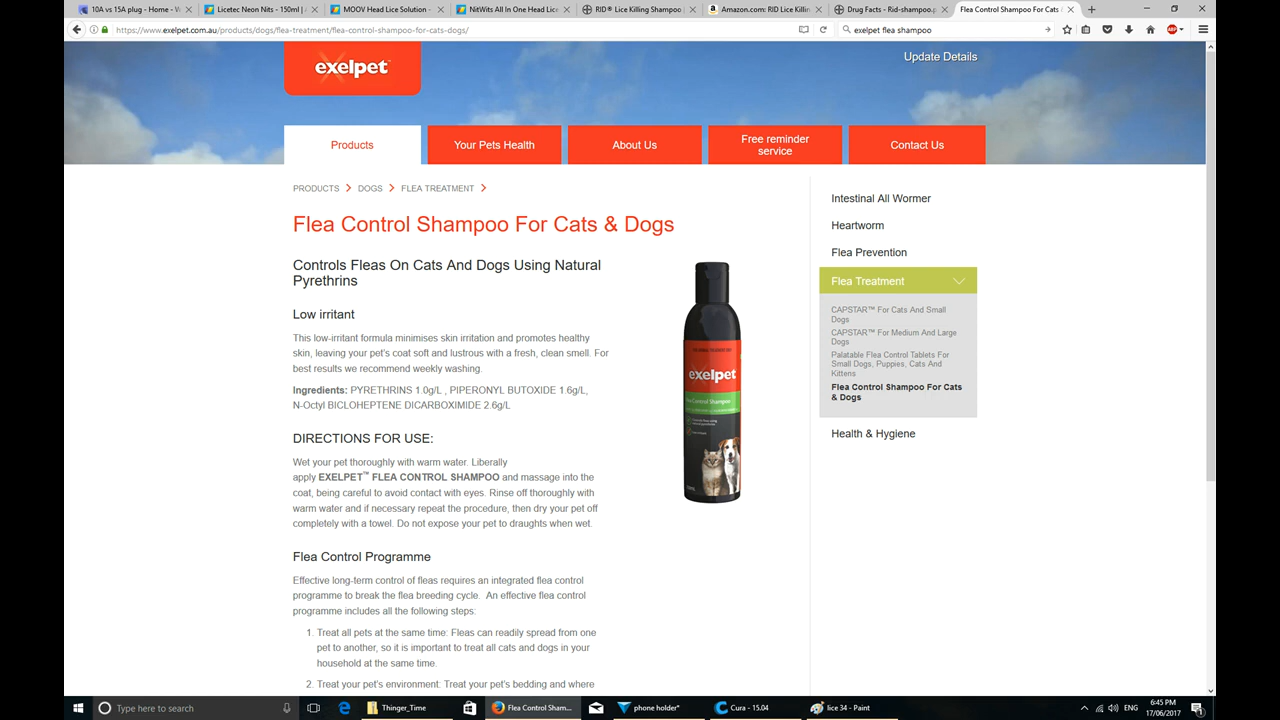 10A vs 15A plug - Home - W
Licetec Neon Nits - 150ml | A
MOOV Head Lice Solution -
NitWits All In One Head Lice
RID® Lice Killing Shampoo |
Amazon.com: RID Lice Killin
Drug Facts - Rid-shampoo.p
Flea Control Shampoo For Cats
https://www.exelpet.com.au/products/dogs/flea-treatment/flea-control-shampoo-for-cats-dogs/
exelpet flea shampoo
ABP
exelpet™
Update Details
Products
Your Pets Health
About Us
Free reminder
service
Contact Us
PRODUCTS
DOGS
FLEA TREATMENT
Flea Control Shampoo For Cats & Dogs
Controls Fleas On Cats And Dogs Using Natural
Pyrethrins
Low irritant
This low-irritant formula minimises skin irritation and promotes healthy
skin, leaving your pet's coat soft and lustrous with a fresh, clean smell. For
best results we recommend weekly washing.
Ingredients: PYRETHRINS 1.0g/L , PIPERONYL BUTOXIDE 1.6g/L,
N-Octyl BICLOHEPTENE DICARBOXIMIDE 2.6g/L
DIRECTIONS FOR USE:
Wet your pet thoroughly with warm water. Liberally
apply EXELPET™ FLEA CONTROL SHAMPOO and massage into the
coat, being careful to avoid contact with eyes. Rinse off thoroughly with
warm water and if necessary repeat the procedure, then dry your pet off
completely with a towel. Do not expose your pet to draughts when wet.
Flea Control Programme
Effective long-term control of fleas requires an integrated flea control
programme to break the flea breeding cycle. An effective flea control
programme includes all the following steps:
1. Treat all pets at the same time: Fleas can readily spread from one
pet to another, so it is important to treat all cats and dogs in your
household at the same time.
2. Treat your pet's environment: Treat your pet's bedding and where
exelpet
Flea Control Shampoo
Intestinal All Wormer
Heartworm
Flea Prevention
Flea Treatment
CAPSTAR™ For Cats And Small
Dogs
CAPSTAR™ For Medium And Large
Dogs
Palatable Flea Control Tablets For
Small Dogs, Puppies, Cats And
Kittens
Flea Control Shampoo For Cats
& Dogs
Health & Hygiene
Type here to search
Thinger_Time
Flea Control Sham...
phone holder*
Cura - 15.04
lice 34 - Paint
ENG
6:45 PM
17/06/2017
1